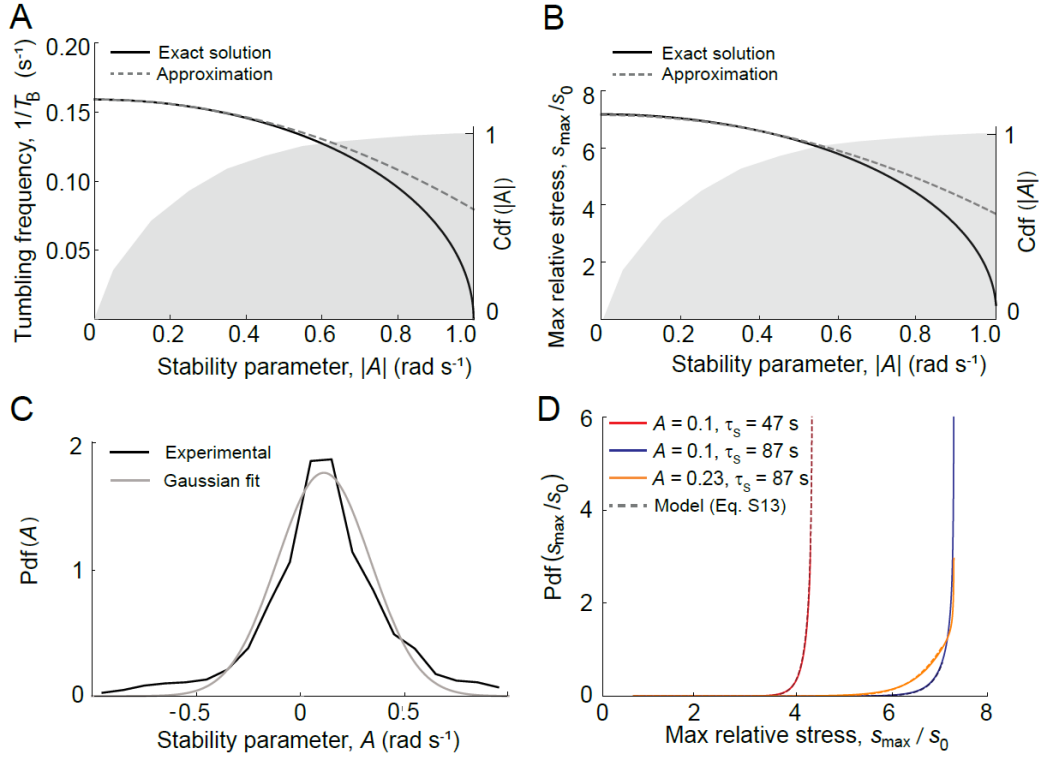 A
Tumbling frequency, 1/T_B (s⁻¹)
Exact solution
Approximation
0.20
0.15
0.10
0.05
0 0.2 0.4 0.6 0.8 1.0
1
0
Cdf (|A|)
Stability parameter, |A| (rad s⁻¹)
B
Max relative stress, s_max/s_0
Exact solution
Approximation
8
6
4
2
0 0.2 0.4 0.6 0.8 1.0
1
0
Cdf (|A|)
Stability parameter, |A| (rad s⁻¹)
C
Pdf (A)
Experimental
Gaussian fit
2
1
0
-0.5 0 0:5
Stability parameter, A (rad s⁻¹)
D
Pdf (s_max/s_0)
A = 0.1, τ_S = 47 s
A = 0.1, τ_S = 87 s
A = 0.23, τ_S = 87 s
Model (Eq. S13)
6
4
2
0
0 2 4 6 8
Max relative stress, s_max / s_0